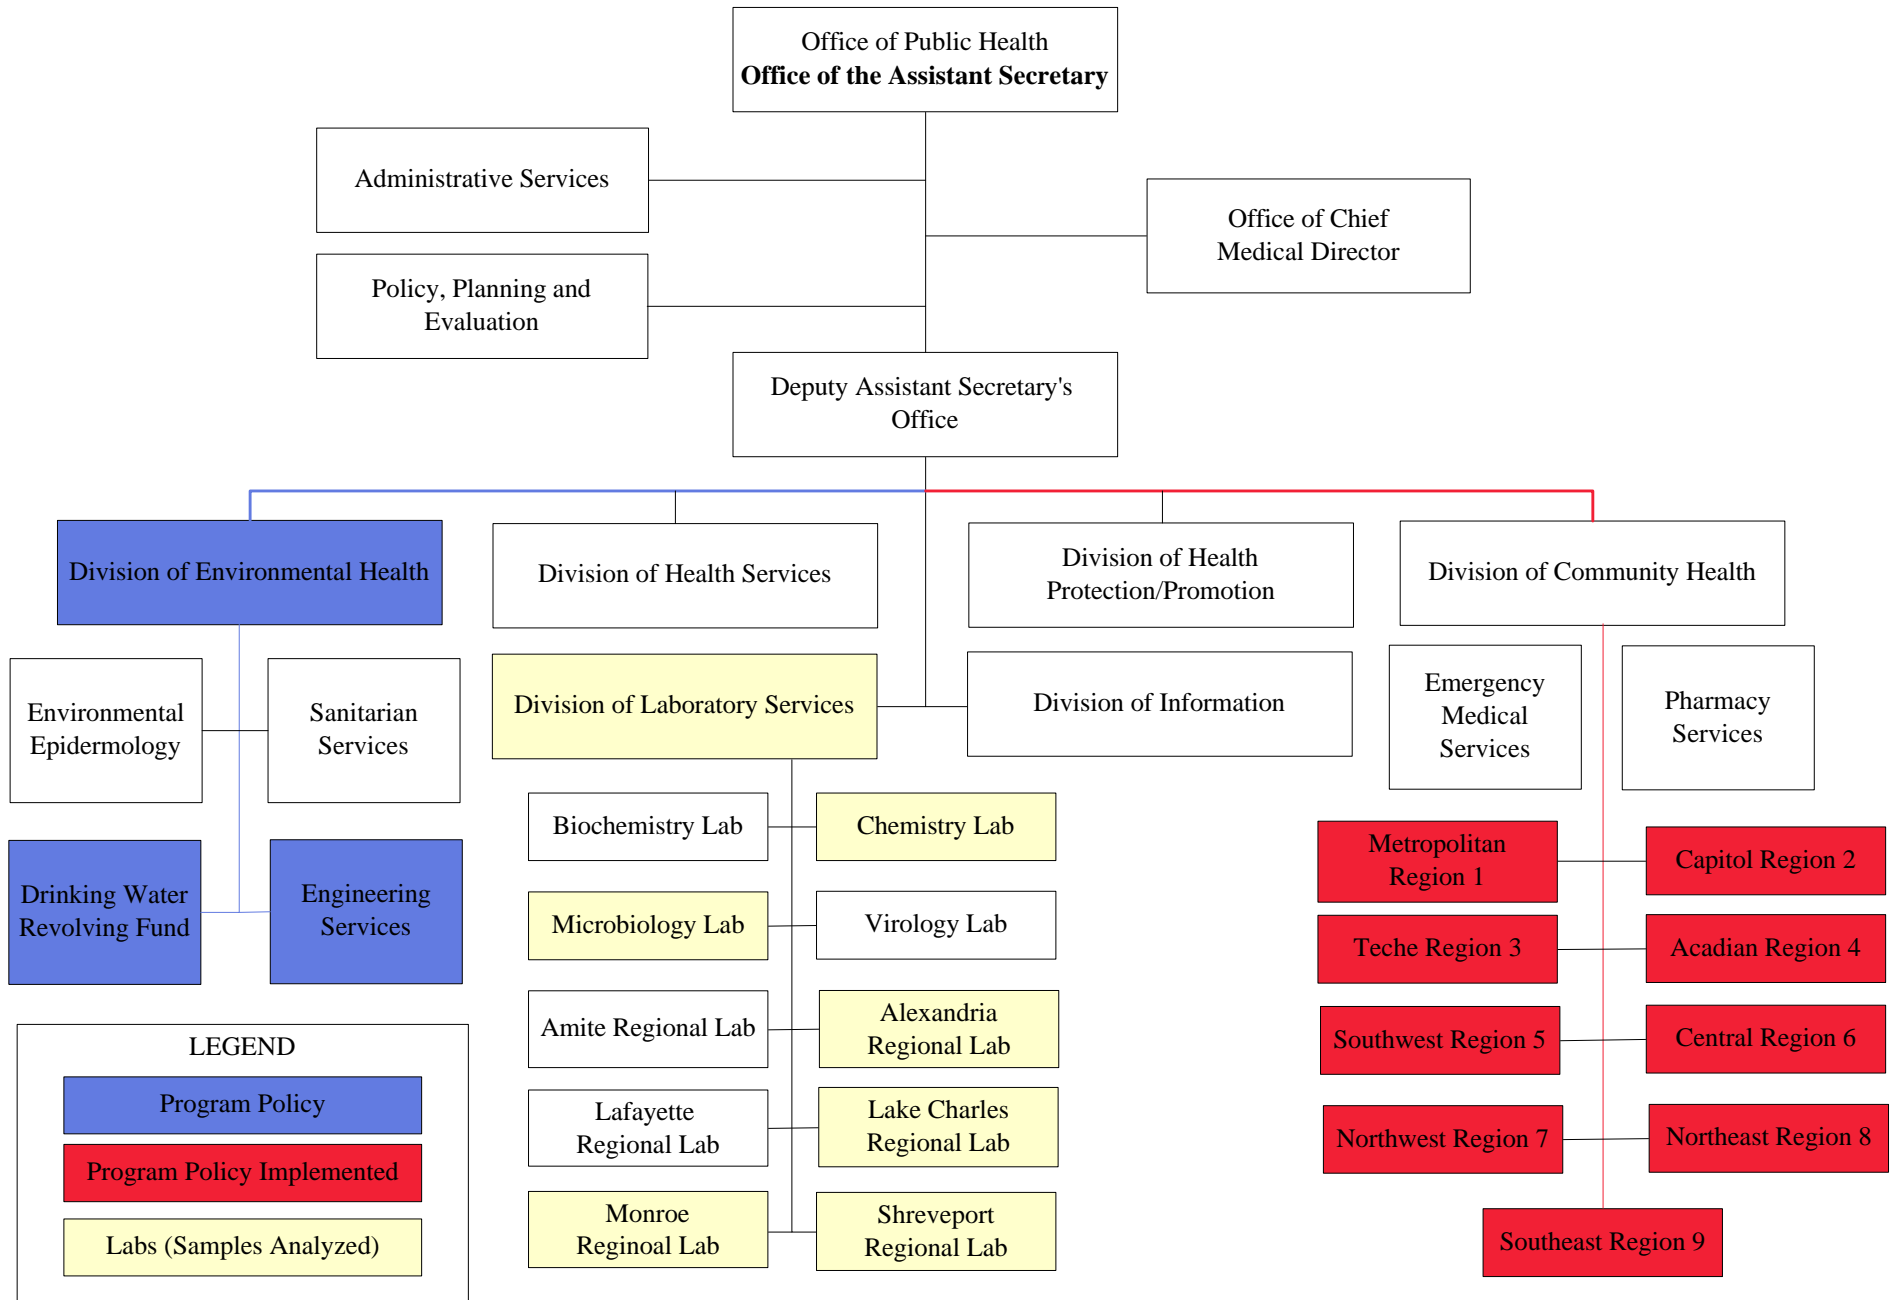 Office of Public Health
Office of the Assistant Secretary
Administrative Services
Office of Chief
Medical Director
Policy, Planning and
Evaluation
Deputy Assistant Secretary's
Office
Division of Environmental Health
Division of Health Services
Division of Health
Protection/Promotion
Division of Community Health
Environmental
Epidermology
Sanitarian
Services
Division of Laboratory Services
Division of Information
Emergency
Medical
Services
Pharmacy
Services
Drinking Water
Revolving Fund
Engineering
Services
Biochemistry Lab
Chemistry Lab
Microbiology Lab
Virology Lab
Amite Regional Lab
Alexandria
Regional Lab
Lafayette
Regional Lab
Lake Charles
Regional Lab
Monroe
Reginoal Lab
Shreveport
Regional Lab
Metropolitan
Region 1
Capitol Region 2
Teche Region 3
Acadian Region 4
Southwest Region 5
Central Region 6
Northwest Region 7
Northeast Region 8
Southeast Region 9
LEGEND
Program Policy
Program Policy Implemented
Labs (Samples Analyzed)